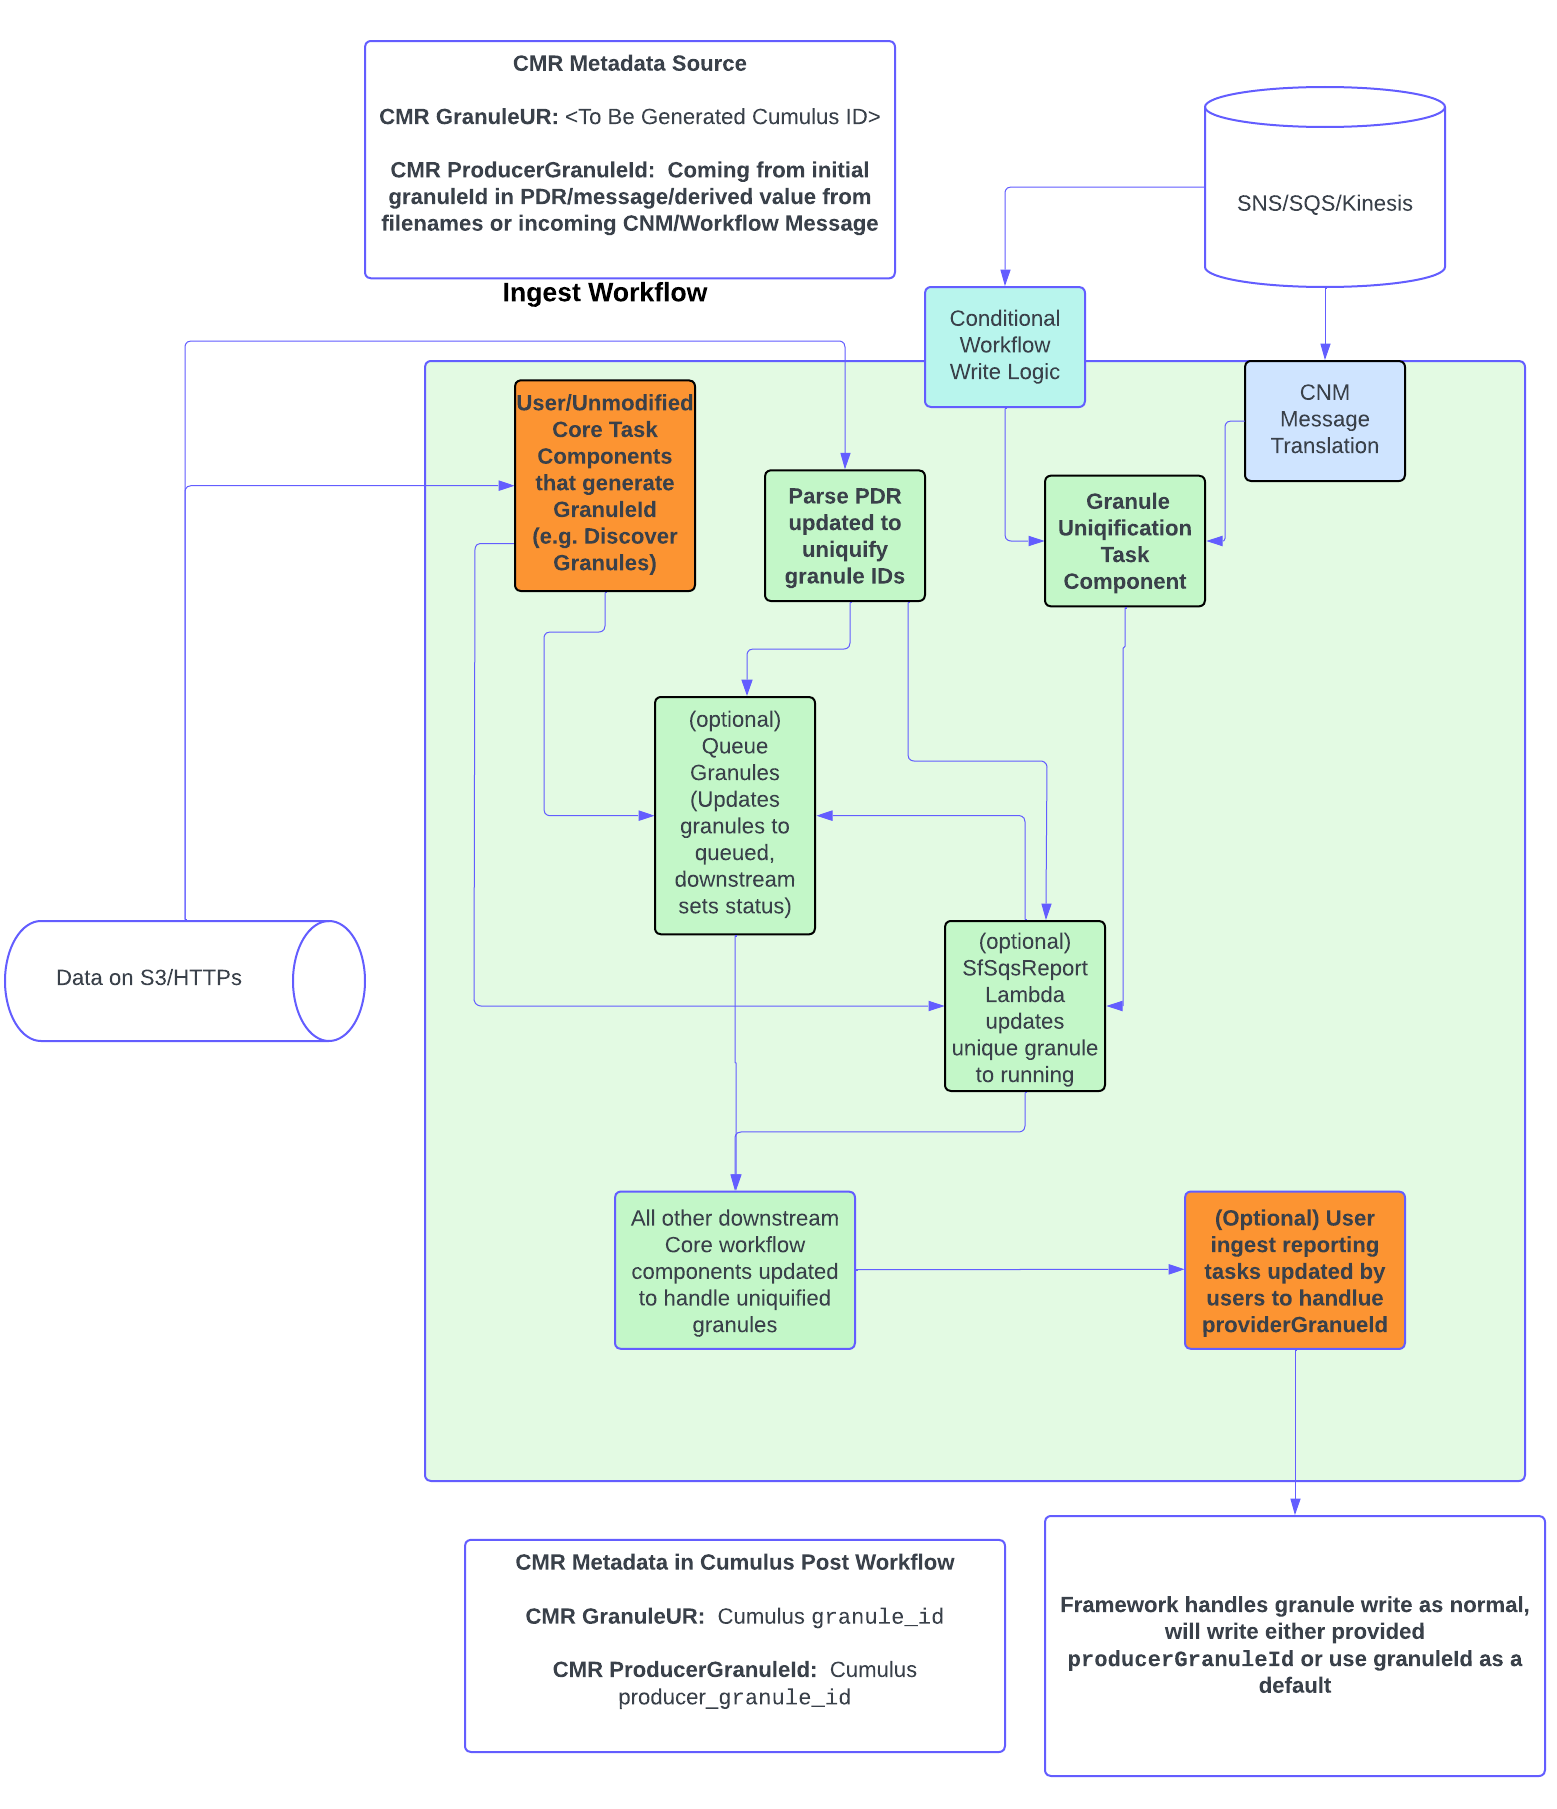 CMR Metadata Source
CMR GranuleUR: <To Be Generated Cumulus ID>
CMR ProducerGranuleId:  Coming from initial
granuleId in PDR/message/derived value from
filenames or incoming CNM/Workflow Message
SNS/SQS/Kinesis
Ingest Workflow
Conditional
Workflow
Write Logic
CNM
Message
Translation
User/Unmodified
Core Task
Components
that generate
GranuleId
(e.g. Discover
Granules)
Parse PDR
updated to
uniquify
granule IDs
Granule
Uniqification
Task
Component
(optional)
Queue
Granules
(Updates
granules to
queued,
downstream
sets status)
Data on S3/HTTPs
(optional)
SfSqsReport
Lambda
updates
unique granule
to running
All other downstream
Core workflow
components updated
to handle uniquified
granules
(Optional) User
ingest reporting
tasks updated by
users to handlue
providerGranueId
CMR Metadata in Cumulus Post Workflow
CMR GranuleUR:  Cumulus granule_id
CMR ProducerGranuleId:  Cumulus
producer_granule_id
Framework handles granule write as normal,
will write either provided
producerGranuleId or use granuleId as a
default